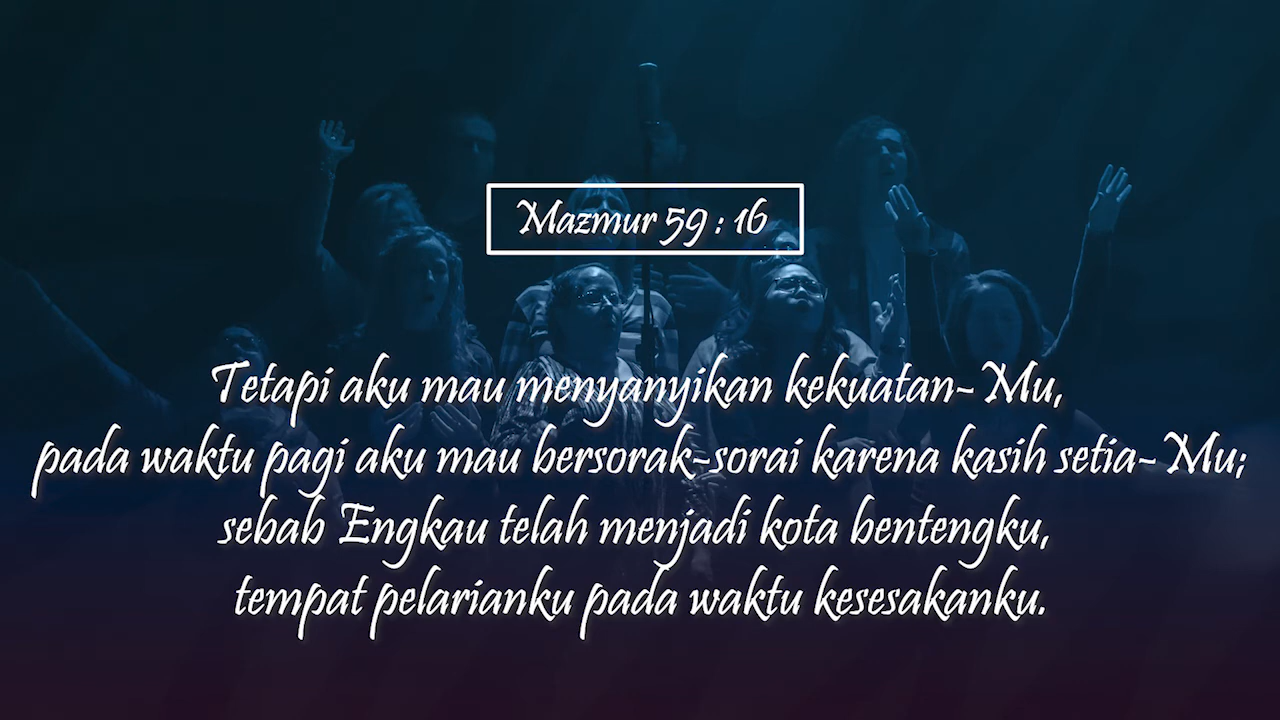 Mazmur 59 : 16
Tetapi aku mau menyanyikan kekuatan-Mu,
pada waktu pagi aku mau bersorak-sorai karena kasih setia-Mu;
sebab Engkau telah menjadi kota bentengku,
tempat pelarianku pada waktu kesesakanku.